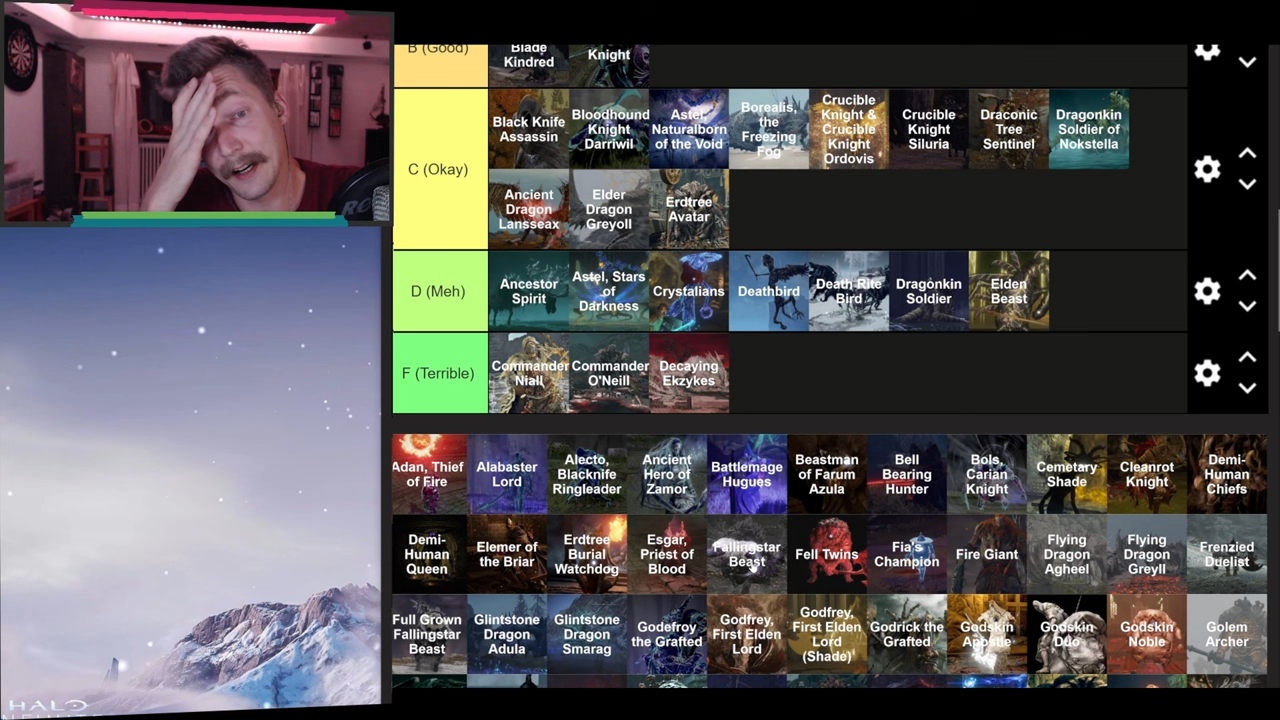 B (Good)
Blade
Kindred
Knight
C (Okay)
Black Knife
Assassin
Bloodhound
Knight
Darriwil
Astel,
Naturalborn
of the Void
Borealis,
the
Freezing
Fog
Crucible
Knight &
Crucible
Knight
Ordovis
Crucible
Knight
Siluria
Draconic
Tree
Sentinel
Dragonkin
Soldier of
Nokstella
Ancient
Dragon
Lansseax
Elder
Dragon
Greyoll
Erdtree
Avatar
D (Meh)
Ancestor
Spirit
Astel, Stars
of
Darkness
Crystalians
Deathbird
Death Rite
Bird
Dragonkin
Soldier
Elden
Beast
F (Terrible)
Commander
Niall
Commander
O'Neill
Decaying
Ekzykes
Adan, Thief
of Fire
Alabaster
Lord
Alecto,
Blacknife
Ringleader
Ancient
Hero of
Zamor
Battlemage
Hugues
Beastman
of Farum
Azula
Bell
Bearing
Hunter
Bols,
Carian
Knight
Cemetary
Shade
Cleanrot
Knight
Demi-
Human
Chiefs
Demi-
Human
Queen
Elemer of
the Briar
Erdtree
Burial
Watchdog
Esgar,
Priest of
Blood
Fallingstar
Beast
Fell Twins
Fia's
Champion
Fire Giant
Flying
Dragon
Agheel
Flying
Dragon
Greyll
Frenzied
Duelist
Full Grown
Fallingstar
Beast
Glintstone
Dragon
Adula
Glintstone
Dragon
Smarag
Godefroy
the Grafted
Godfrey,
First Elden
Lord
Godfrey,
First Elden
Lord
(Shade)
Godrick the
Grafted
Godskin
Apostle
Godskin
Duo
Godskin
Noble
Golem
Archer
HALO